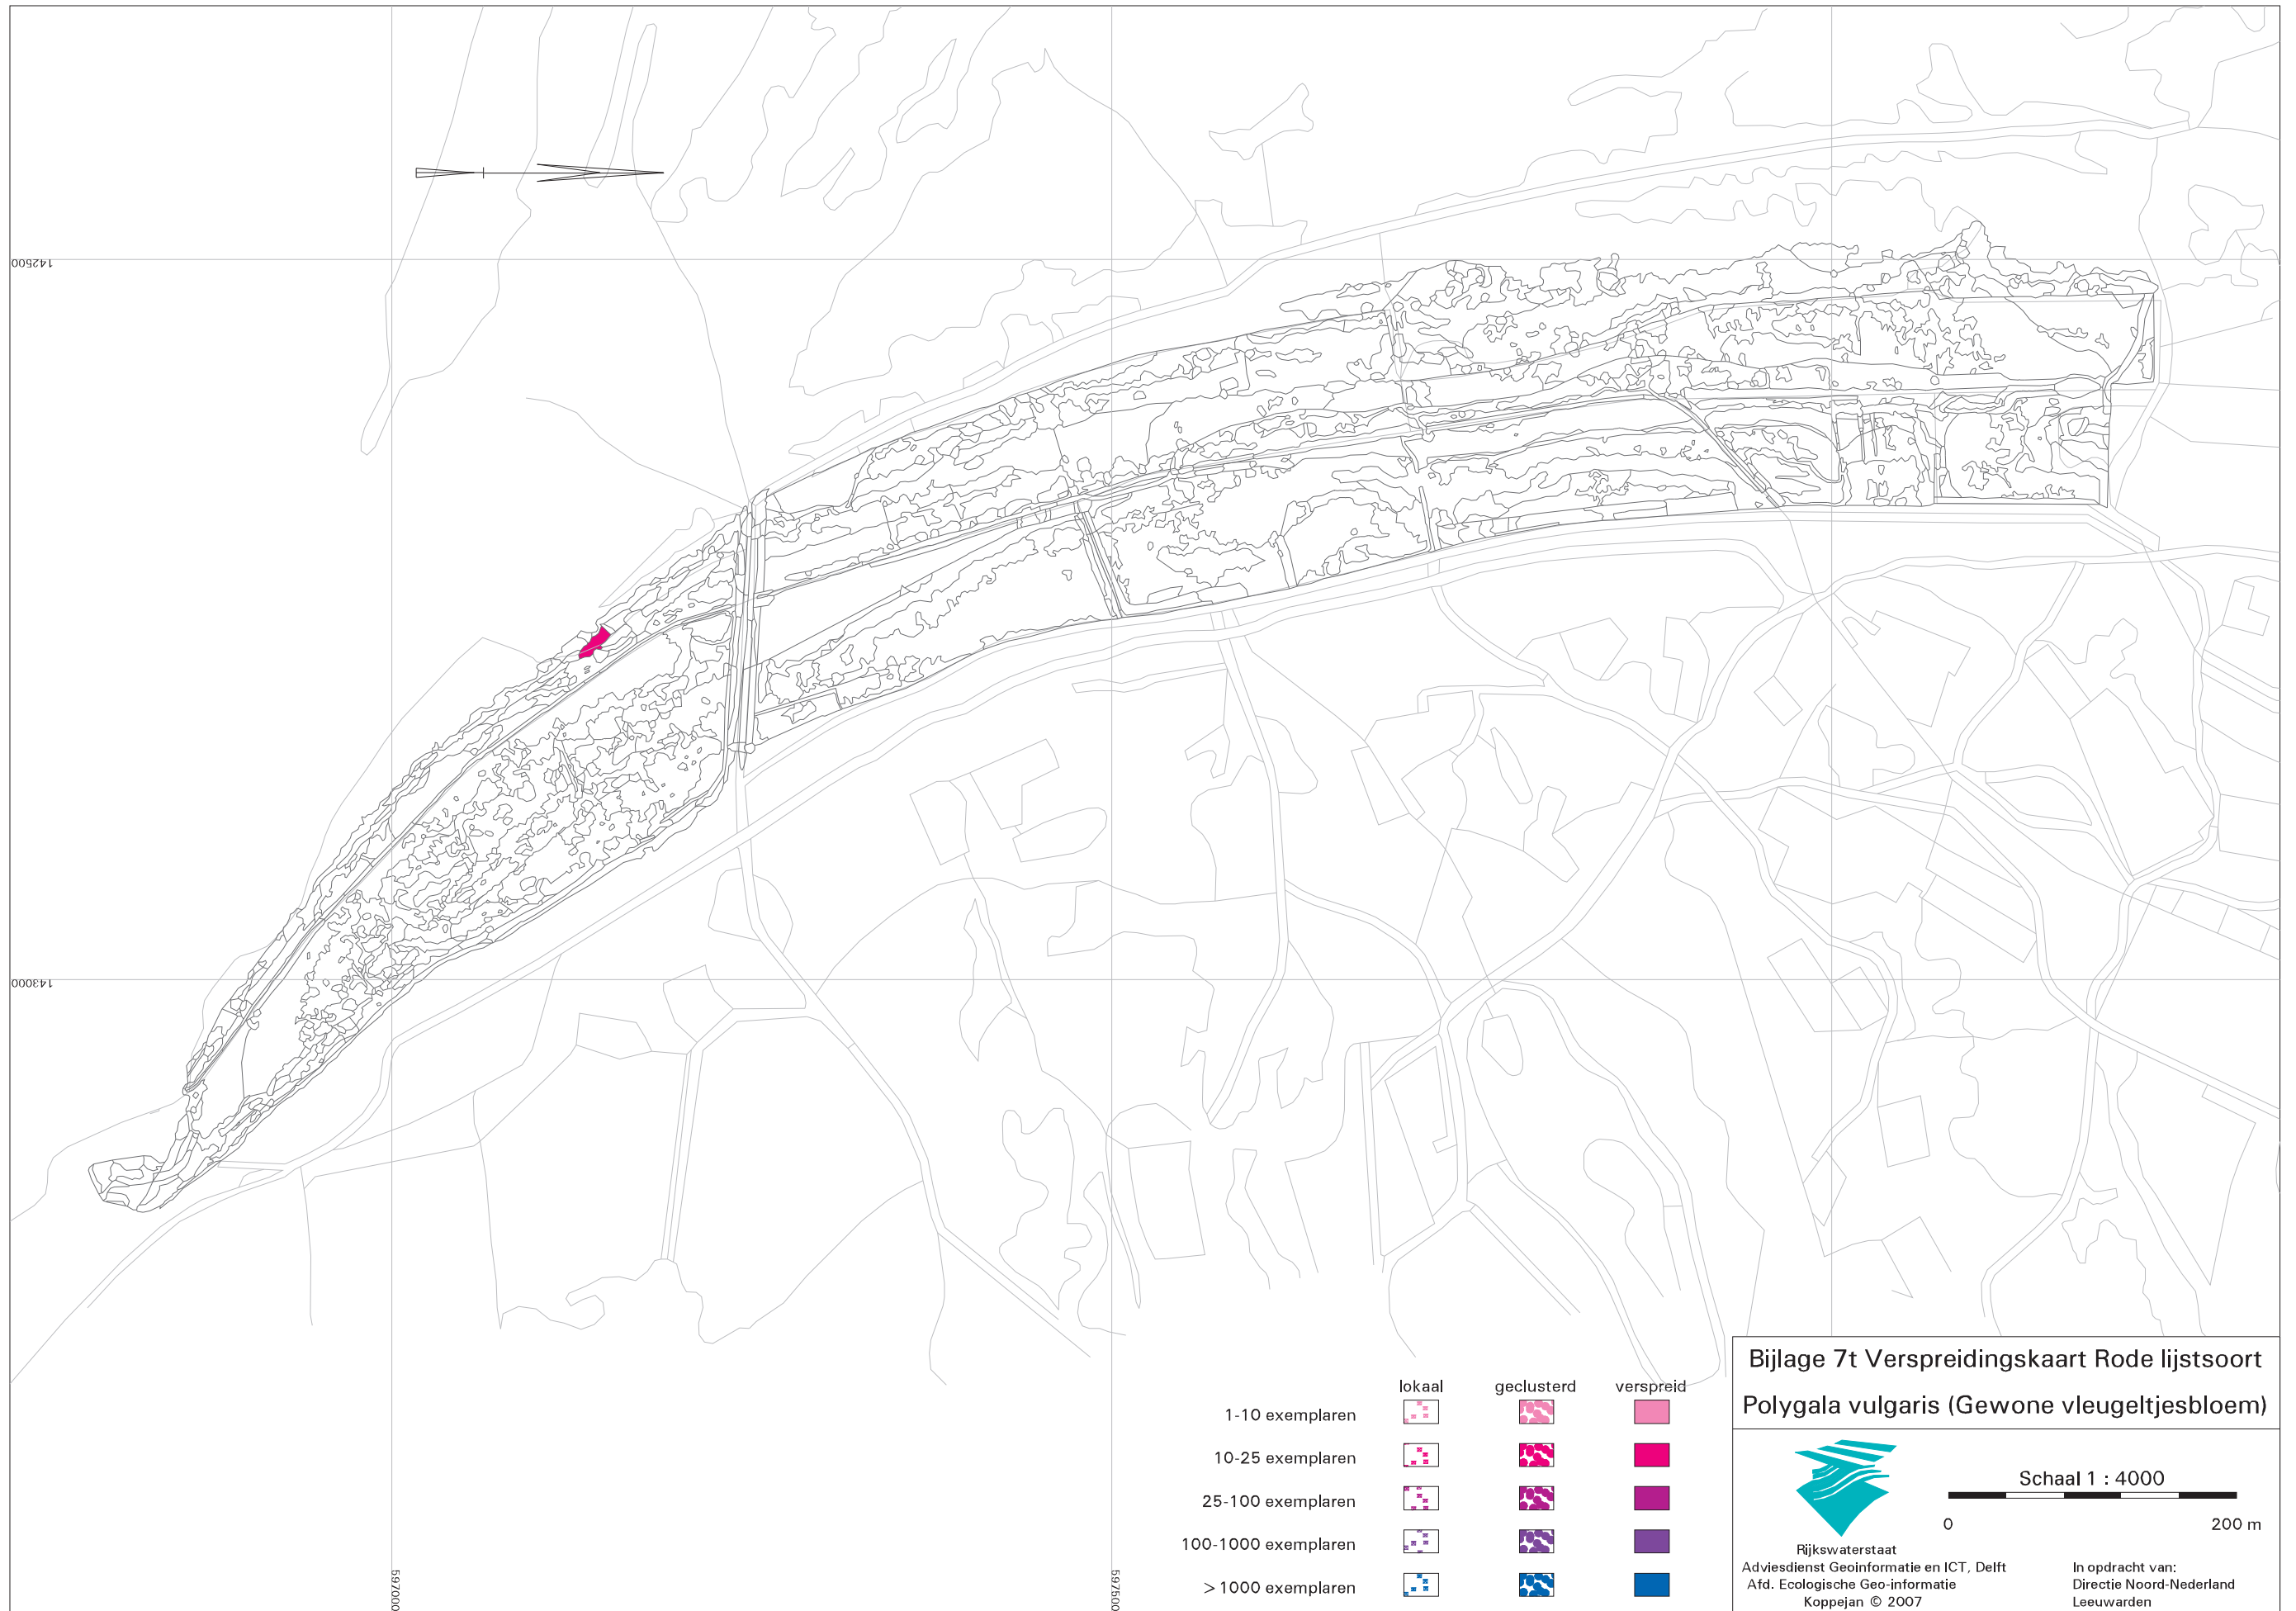 142500
143000
597000
597500
lokaal geclusterd verspreid
1-10 exemplaren
10-25 exemplaren
25-100 exemplaren
100-1000 exemplaren
> 1000 exemplaren
Bijlage 7t Verspreidingskaart Rode lijstsoort
Polygala vulgaris (Gewone vleugeltjesbloem)
Schaal 1 : 4000
0 200 m
Rijkswaterstaat
Adviesdienst Geoinformatie en ICT, Delft
Afd. Ecologische Geo-informatie
Koppejan © 2007
In opdracht van:
Directie Noord-Nederland
Leeuwarden